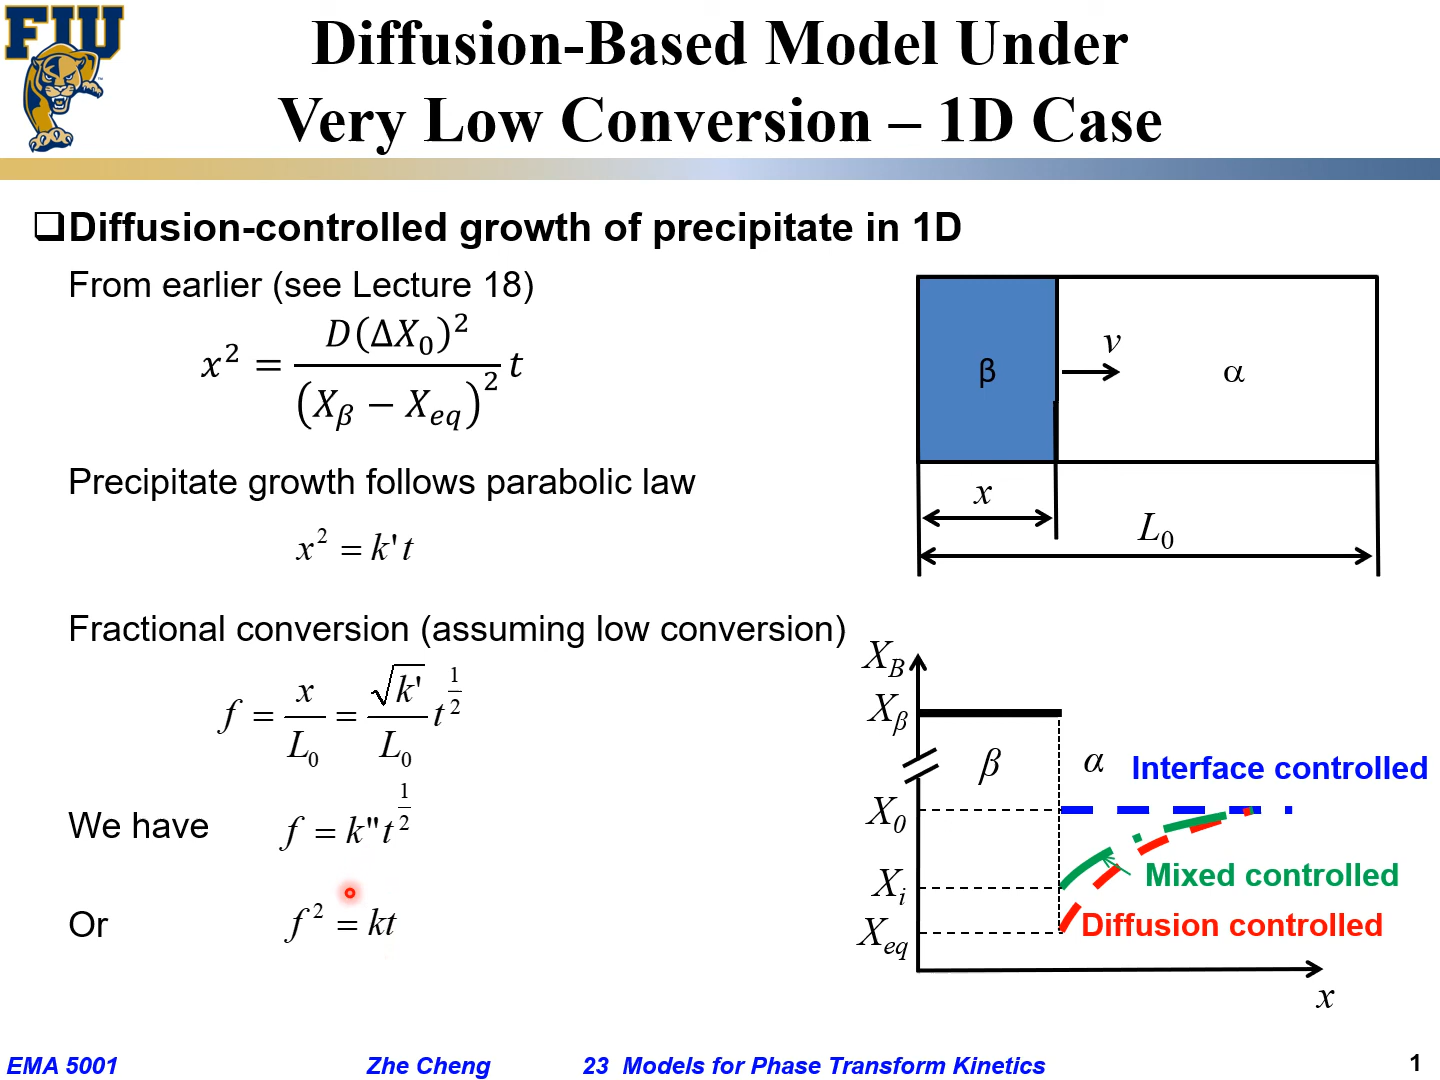 FIU
Diffusion-Based Model Under
Very Low Conversion – 1D Case
❑Diffusion-controlled growth of precipitate in 1D
From earlier (see Lecture 18)
x² = D(ΔX₀)² / (Xᵦ − X_eq)² t
Precipitate growth follows parabolic law
x² = k' t
Fractional conversion (assuming low conversion)
f = x / L₀ = √k' / L₀ t^(1/2)
We have f = k" t^(1/2)
Or f² = kt
β
v
α
x
L₀
X_B
Xᵦ
β
α
Interface controlled
X₀
Mixed controlled
X_i
Diffusion controlled
X_eq
x
EMA 5001 Zhe Cheng 23 Models for Phase Transform Kinetics 1